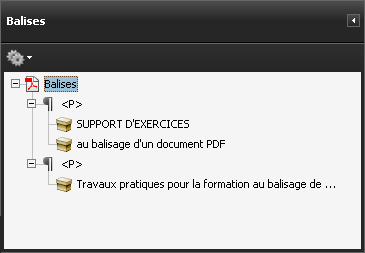 Balises
Balises
<P>
SUPPORT D'EXERCICES
au balisage d'un document PDF
<P>
Travaux pratiques pour la formation au balisage de ...